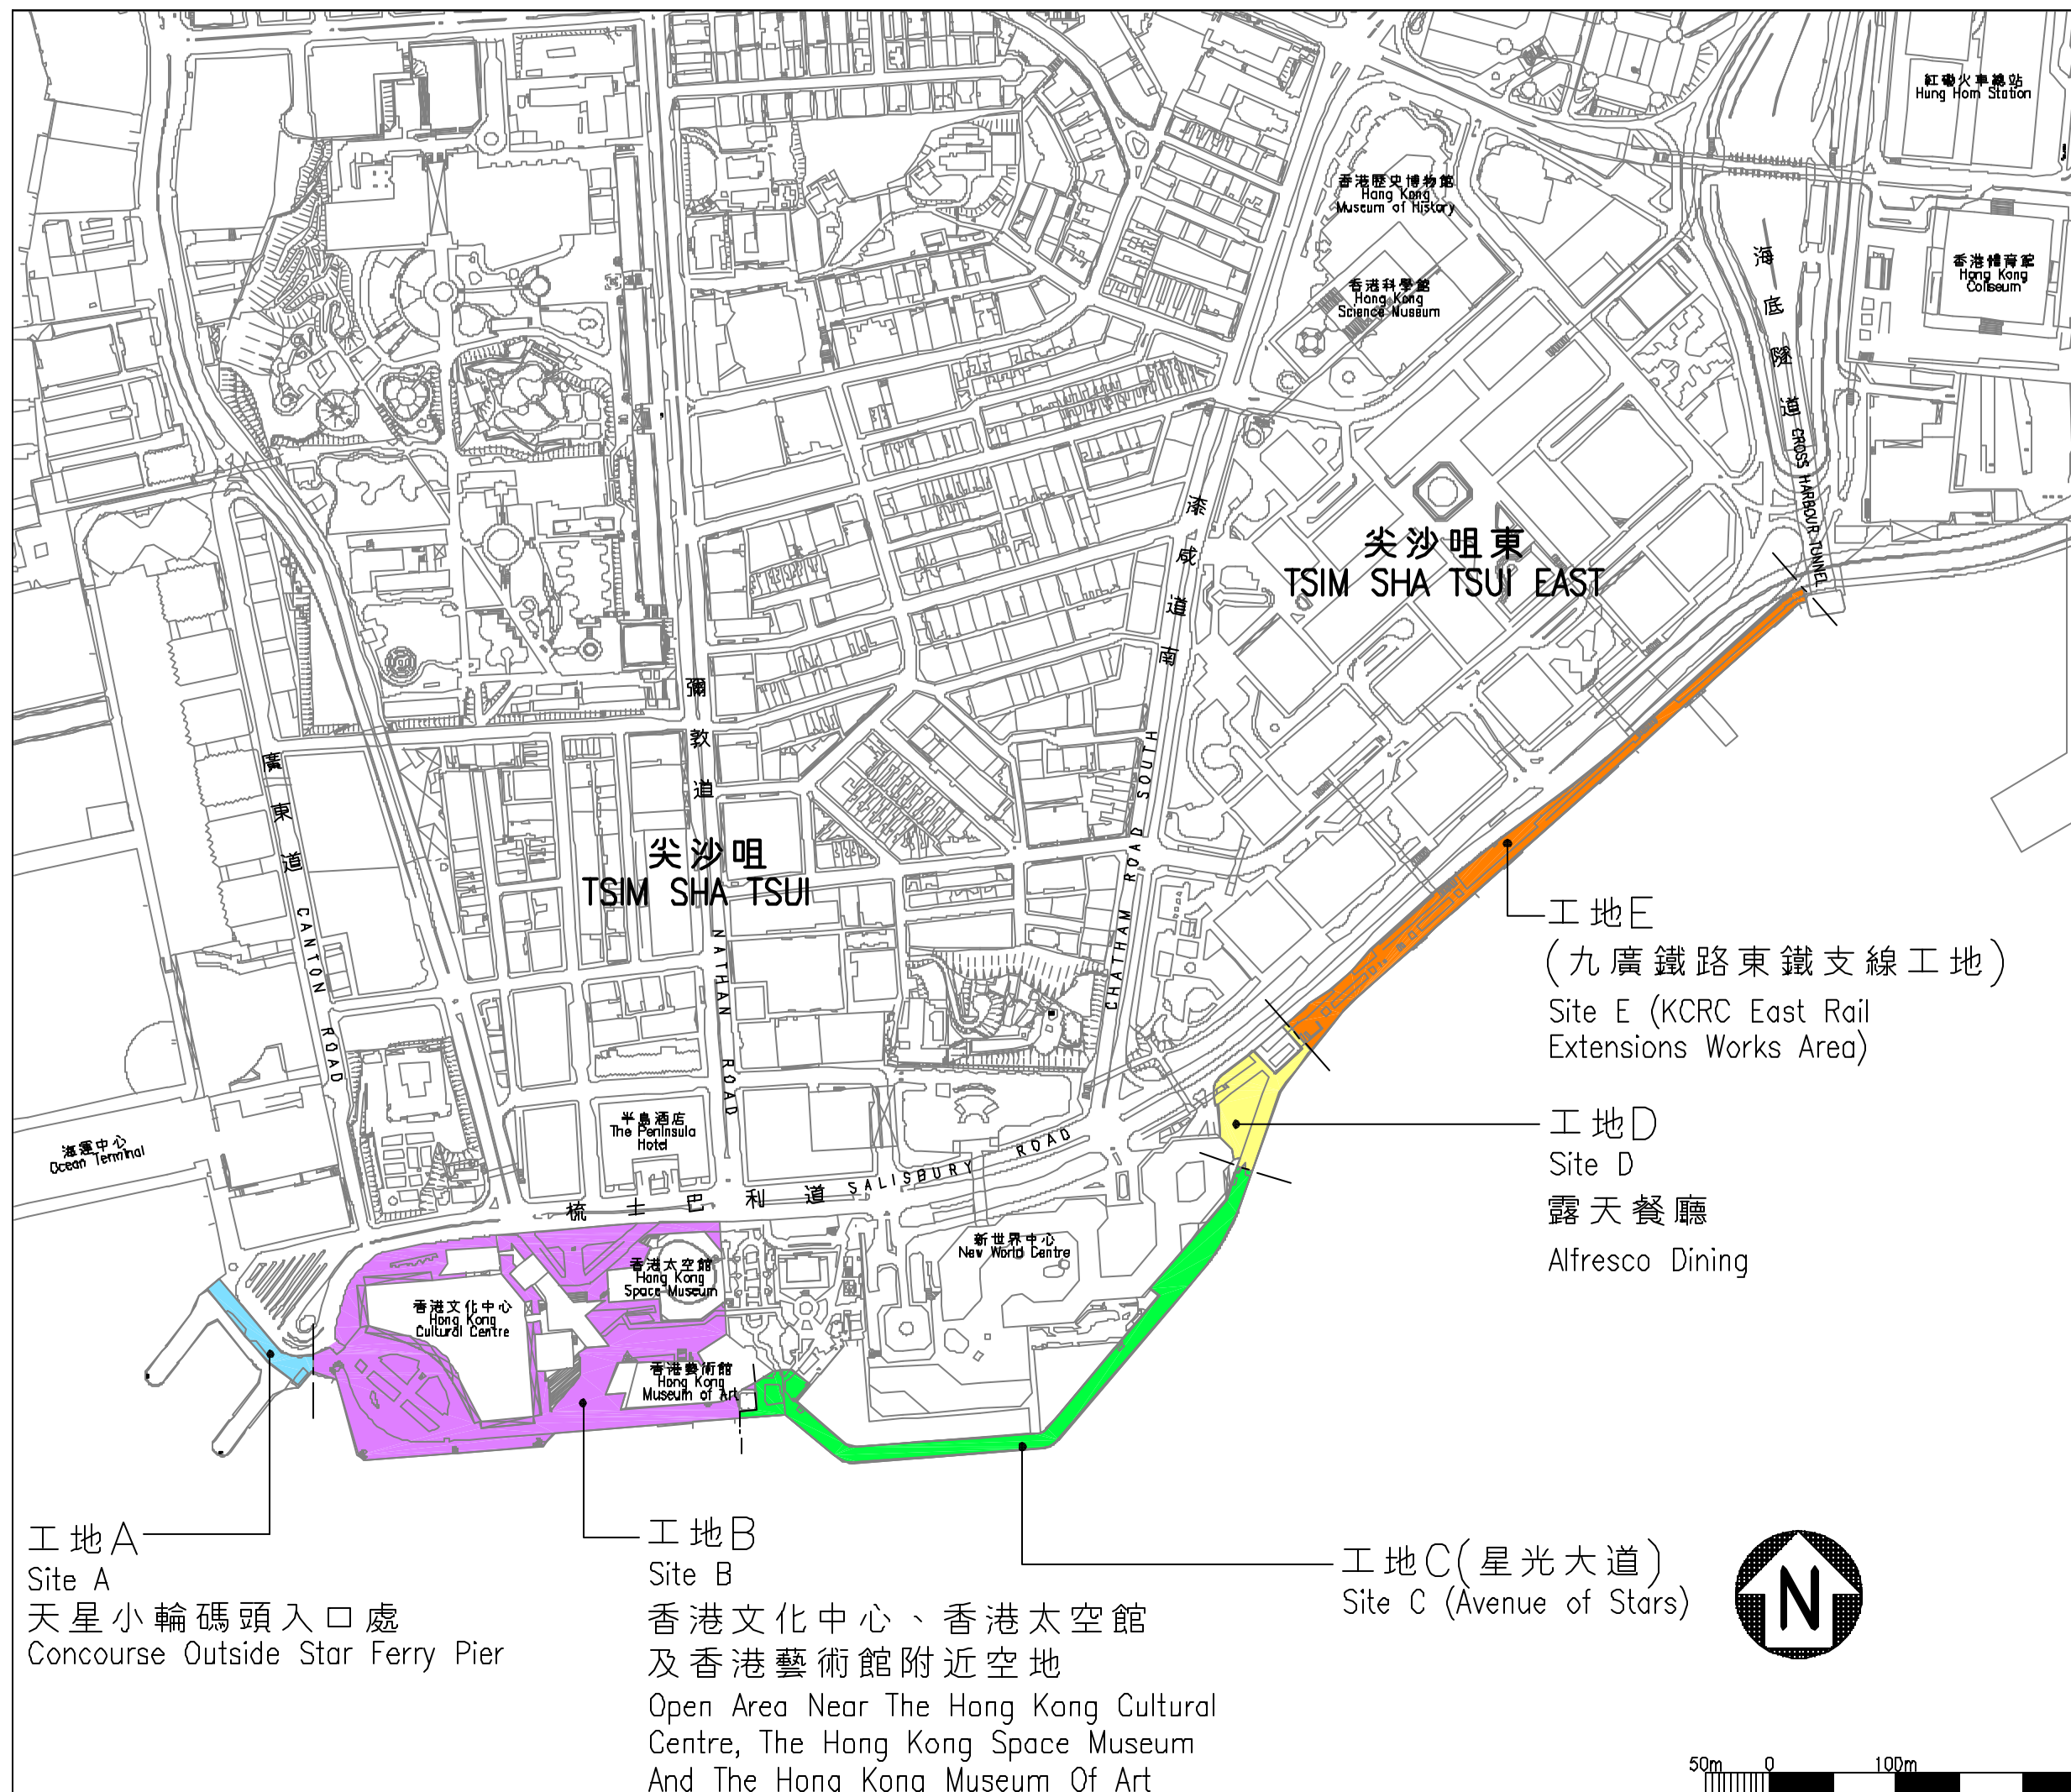 紅磡火車總站
Hung Hom Station
香港歷史博物館
Hong Kong
Museum of History
香港科學館
Hong Kong
Science Museum
香港體育館
Hong Kong
Coliseum
海底隧道 CROSS HARBOUR TUNNEL
尖沙咀東
TSIM SHA TSUI EAST
漆咸道南
CHATHAM ROAD SOUTH
彌敦道
NATHAN ROAD
廣東道
CANTON ROAD
尖沙咀
TSIM SHA TSUI
工地E
(九廣鐵路東鐵支線工地)
Site E (KCRC East Rail
Extensions Works Area)
工地D
Site D
露天餐廳
Alfresco Dining
海運中心
Ocean Terminal
半島酒店
The Peninsula
Hotel
梳士巴利道 SALISBURY ROAD
新世界中心
New World Centre
香港太空館
Hong Kong
Space Museum
香港文化中心
Hong Kong
Cultural Centre
香港藝術館
Hong Kong
Museum of Art
工地A
Site A
天星小輪碼頭入口處
Concourse Outside Star Ferry Pier
工地B
Site B
香港文化中心、香港太空館
及香港藝術館附近空地
Open Area Near The Hong Kong Cultural
Centre, The Hong Kong Space Museum
And The Hong Kong Museum Of Art
工地C(星光大道)
Site C (Avenue of Stars)
N
50m 0 100m